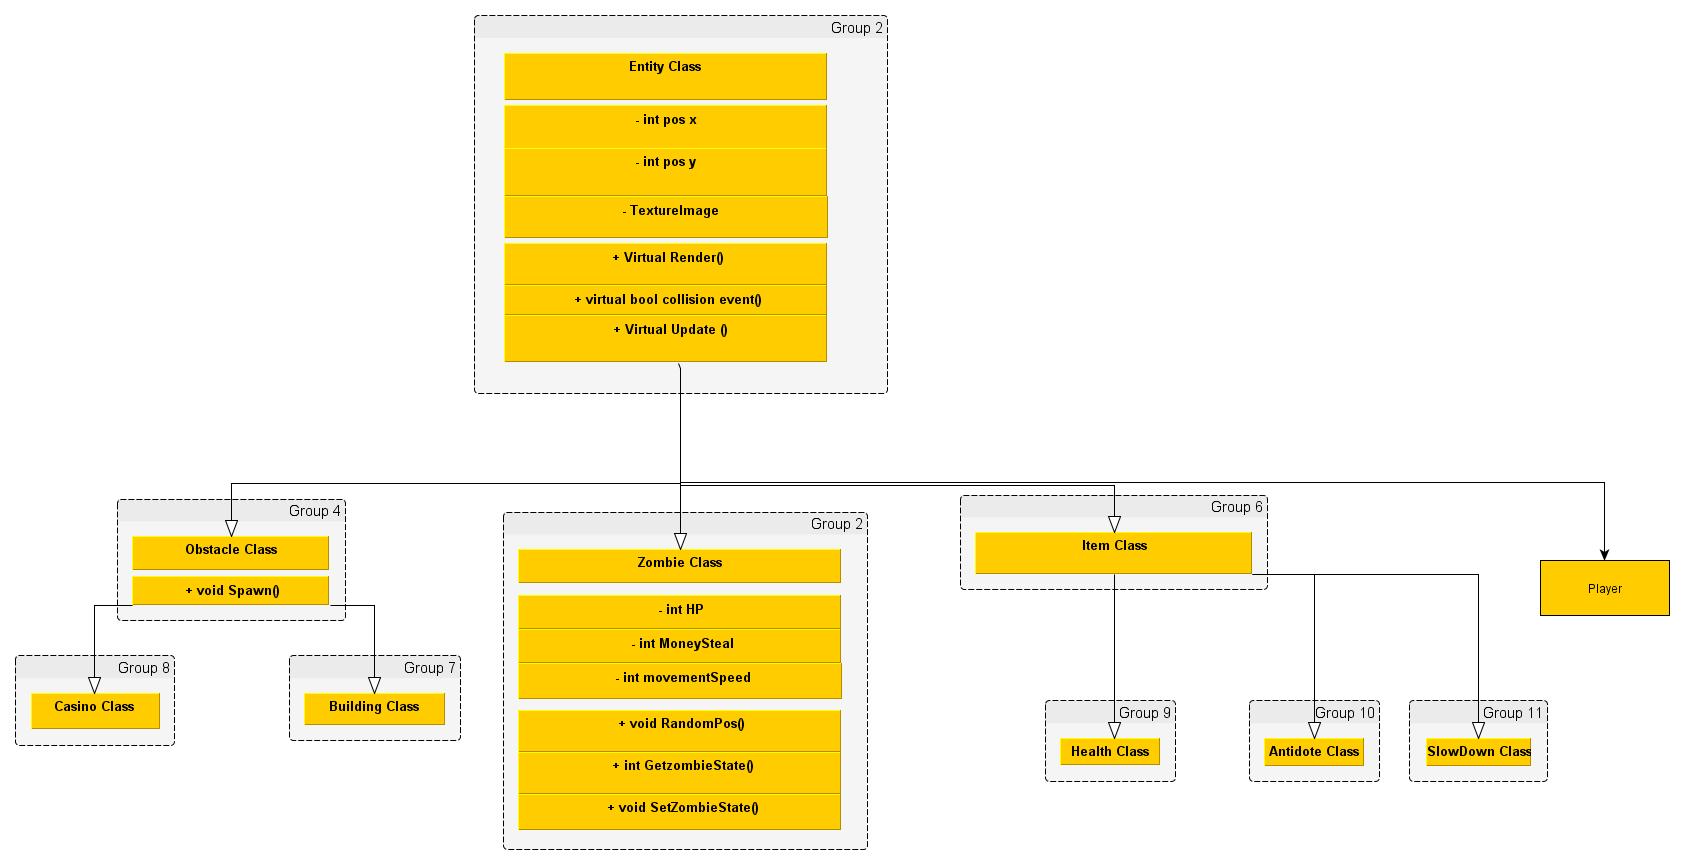 Group 2
Entity Class
- int pos x
- int pos y
- TextureImage
+ Virtual Render()
+ virtual bool collision event()
+ Virtual Update ()
Group 4
Obstacle Class
+ void Spawn()
Group 8
Casino Class
Group 7
Building Class
Group 2
Zombie Class
- int HP
- int MoneySteal
- int movementSpeed
+ void RandomPos()
+ int GetzombieState()
+ void SetZombieState()
Group 6
Item Class
Group 9
Health Class
Group 10
Antidote Class
Group 11
SlowDown Class
Player